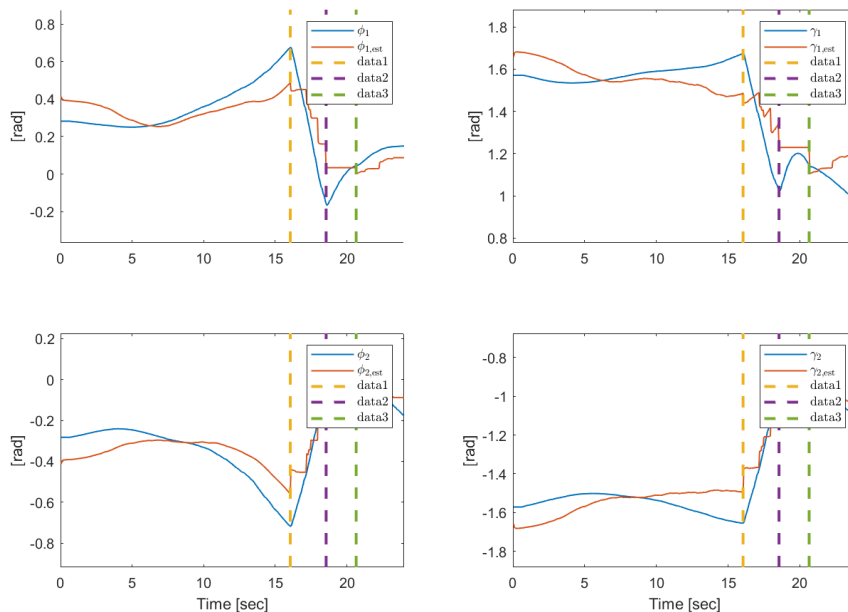 0.8
0.6
0.4
0.2
0
-0.2
[rad]
0 5 10 15 20
Time [sec]
ϕ1
ϕ1,est
data1
data2
data3
1.8
1.6
1.4
1.2
1
0.8
[rad]
0 5 10 15 20
Time [sec]
γ1
γ1,est
data1
data2
data3
0.2
0
-0.2
-0.4
-0.6
-0.8
[rad]
0 5 10 15 20
Time [sec]
ϕ2
ϕ2,est
data1
data2
data3
-0.8
-1
-1.2
-1.4
-1.6
-1.8
[rad]
0 5 10 15 20
Time [sec]
γ2
γ2,est
data1
data2
data3